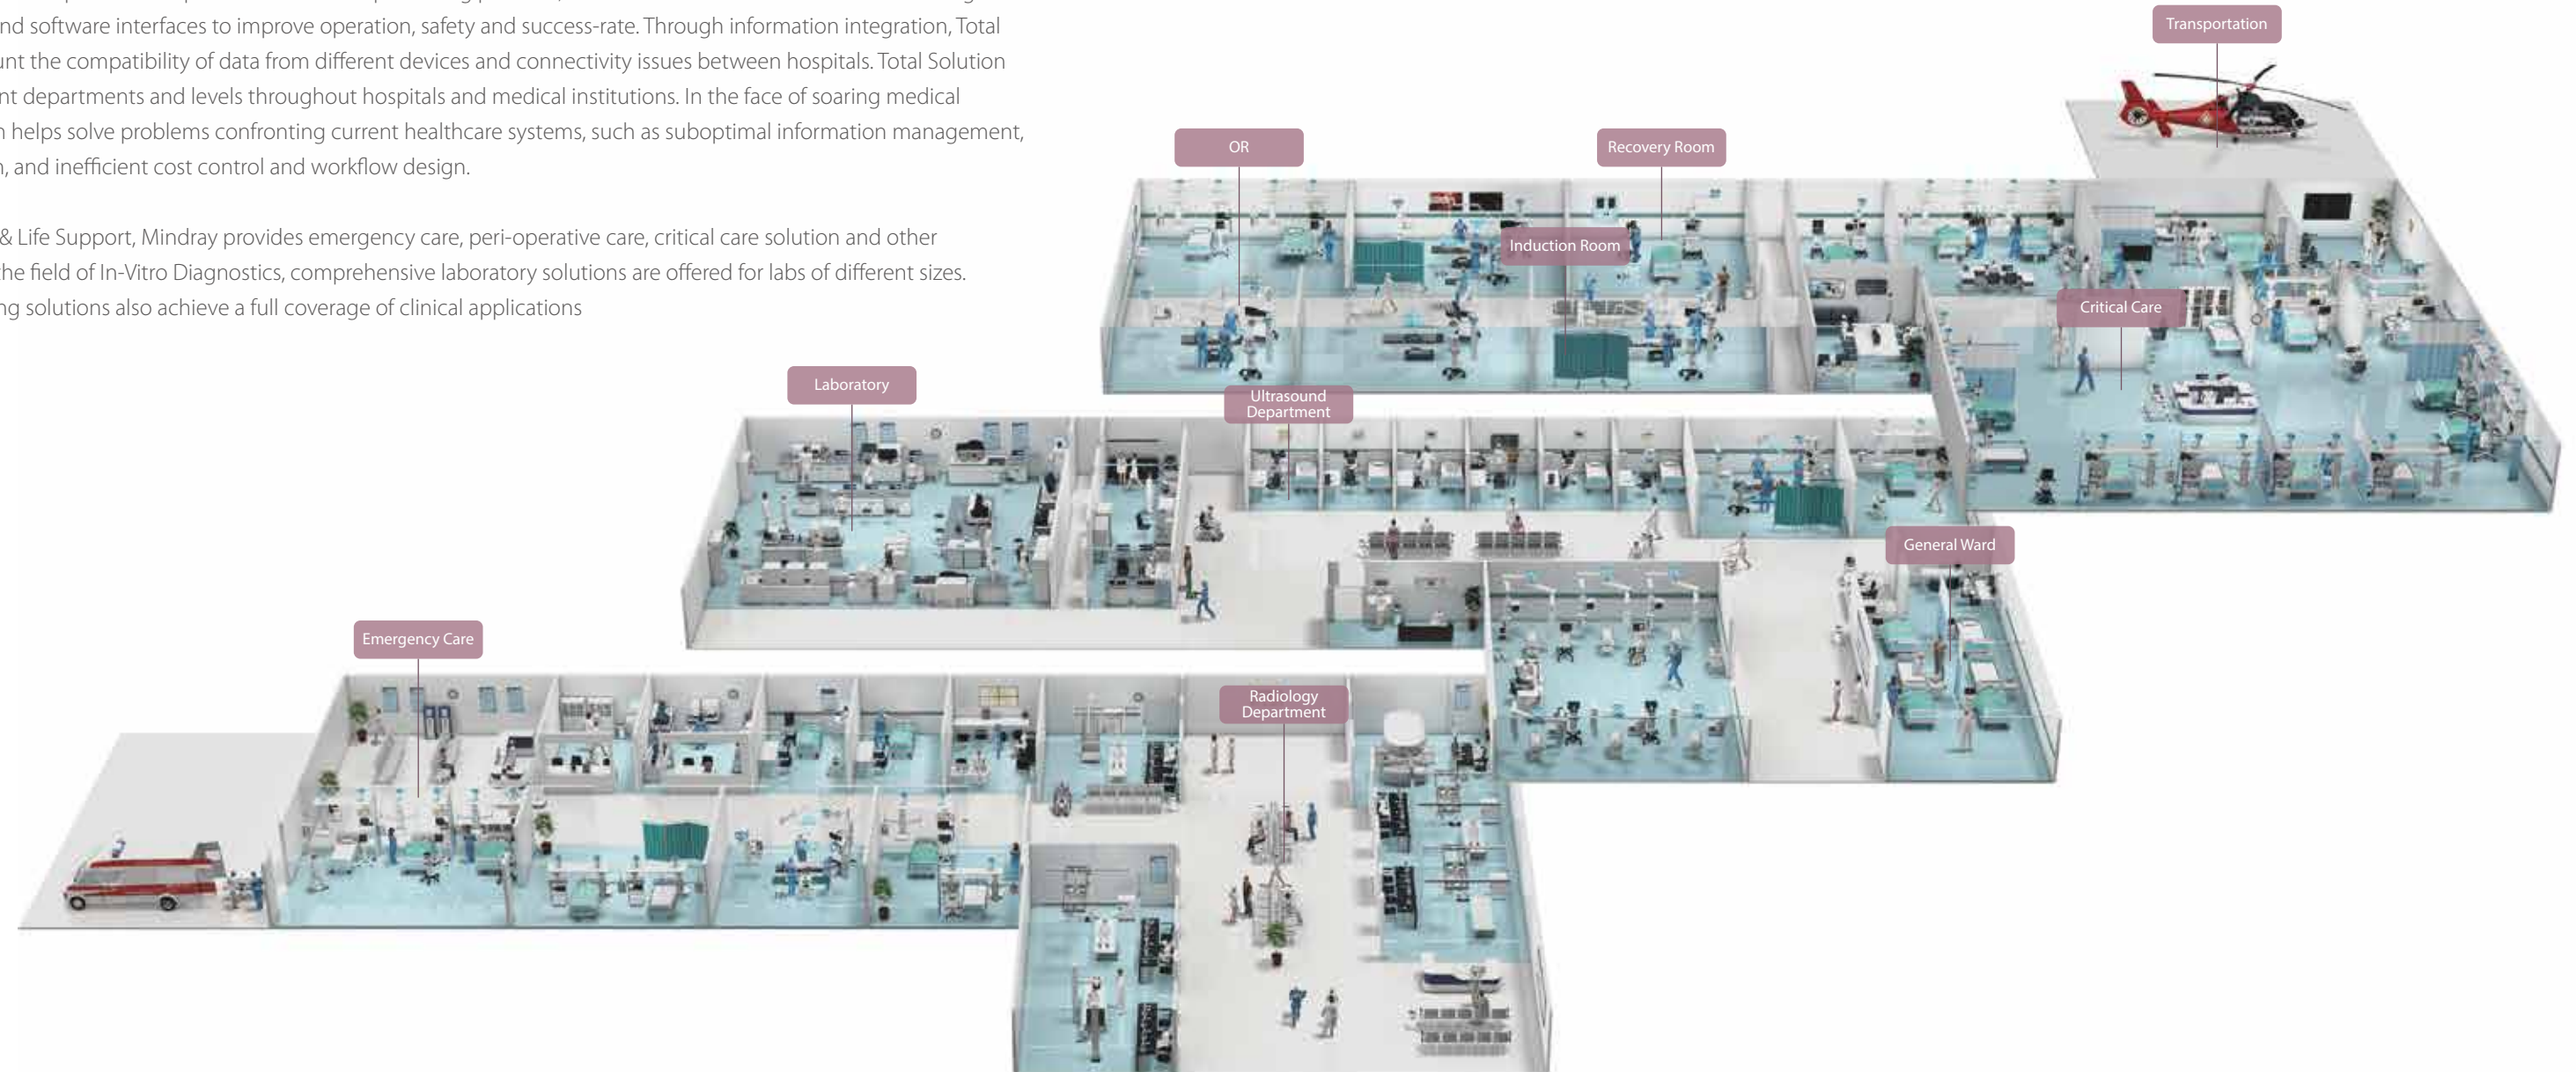 nd software interfaces to improve operation, safety and success-rate. Through information integration, Total
unt the compatibility of data from different devices and connectivity issues between hospitals. Total Solution
nt departments and levels throughout hospitals and medical institutions. In the face of soaring medical
n helps solve problems confronting current healthcare systems, such as suboptimal information management,
n, and inefficient cost control and workflow design.
& Life Support, Mindray provides emergency care, peri-operative care, critical care solution and other
the field of In-Vitro Diagnostics, comprehensive laboratory solutions are offered for labs of different sizes.
ng solutions also achieve a full coverage of clinical applications
Transportation
OR
Recovery Room
Induction Room
Critical Care
Laboratory
Ultrasound
Department
General Ward
Emergency Care
Radiology
Department